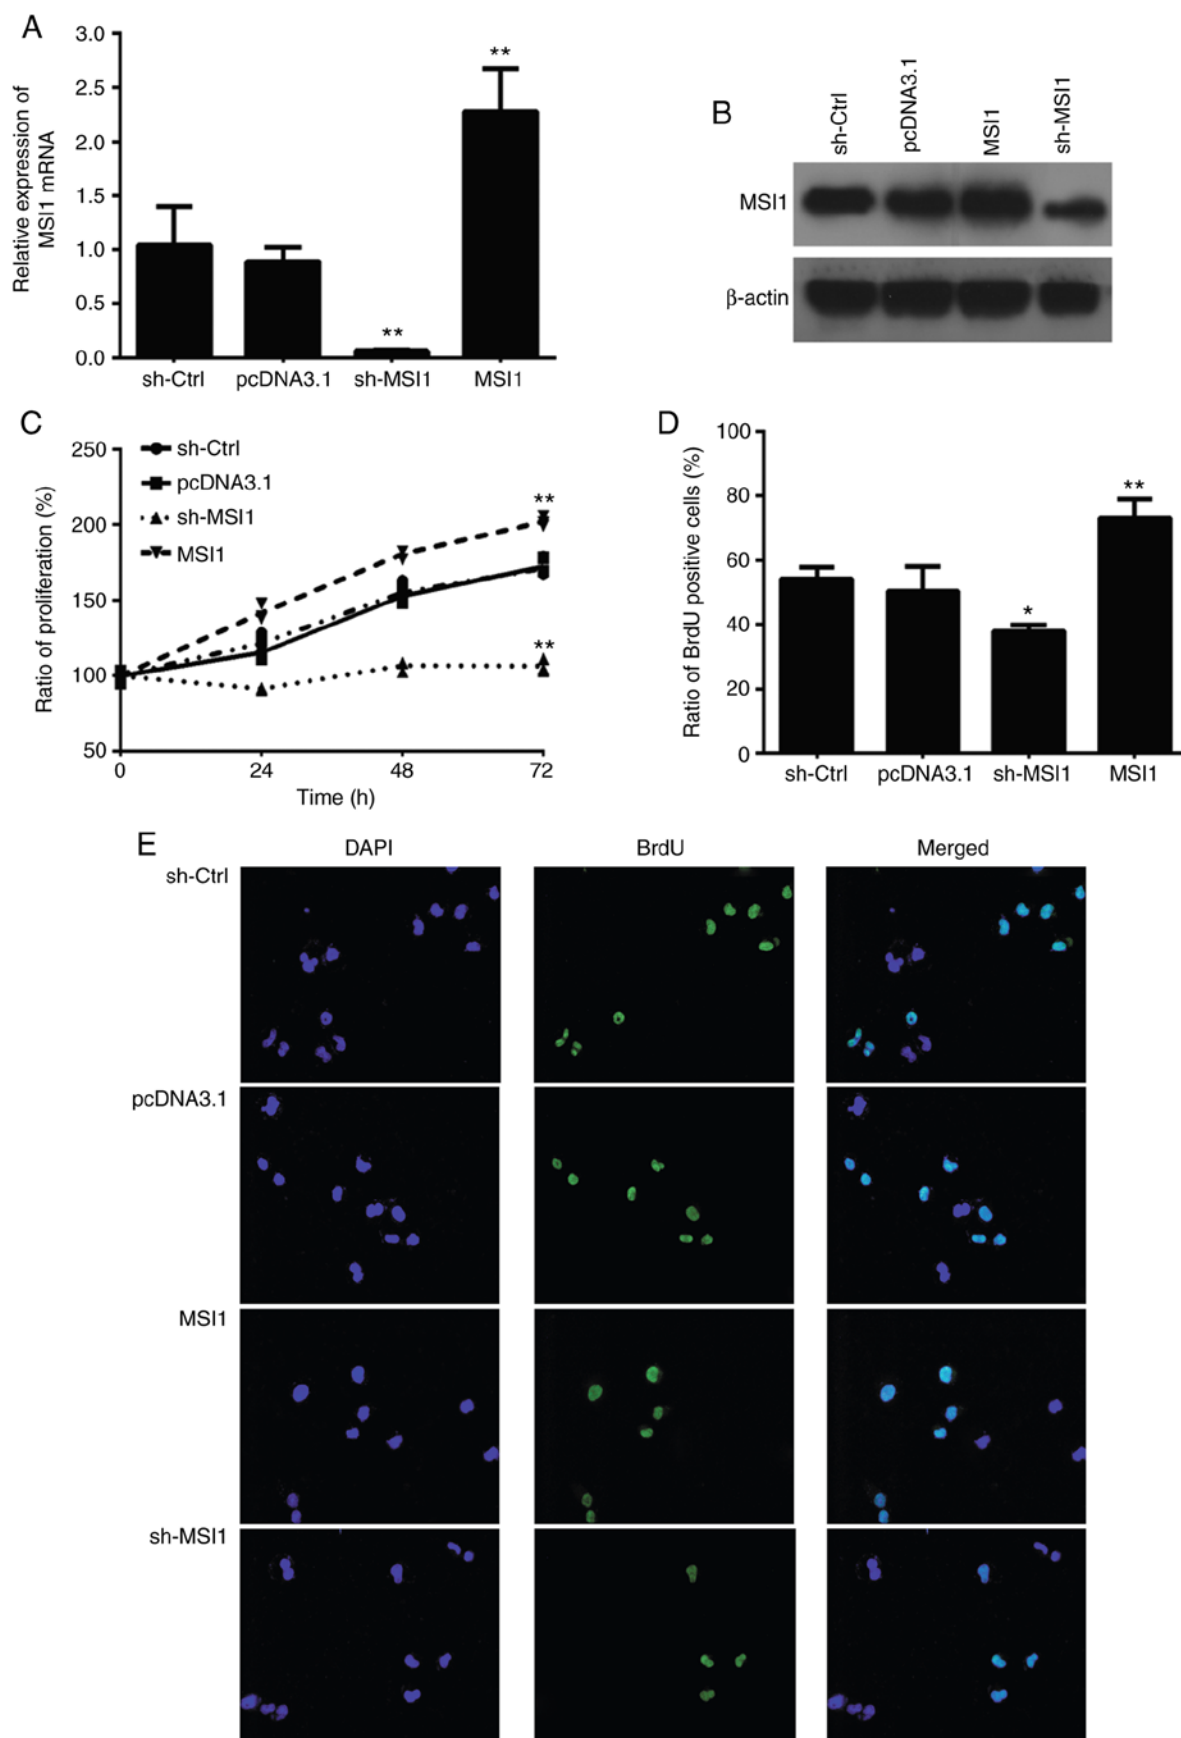 A
3.0
2.5
2.0
1.5
1.0
0.5
0.0
Relative expression of
MSI1 mRNA
**
**
sh-Ctrl pcDNA3.1 sh-MSI1 MSI1
B
sh-Ctrl
pcDNA3.1
MSI1
sh-MSI1
MSI1
β-actin
C
250
200
150
100
50
Ratio of proliferation (%)
sh-Ctrl
pcDNA3.1
sh-MSI1
MSI1
**
**
0 24 48 72
Time (h)
D
100
80
60
40
20
0
Ratio of BrdU positive cells (%)
*
**
sh-Ctrl pcDNA3.1 sh-MSI1 MSI1
E
DAPI BrdU Merged
sh-Ctrl
pcDNA3.1
MSI1
sh-MSI1